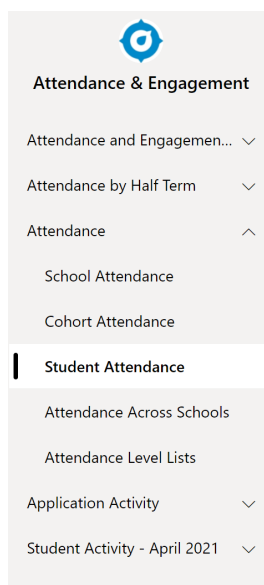 Attendance & Engagement
Attendance and Engagemen...
Attendance by Half Term
Attendance
School Attendance
Cohort Attendance
Student Attendance
Attendance Across Schools
Attendance Level Lists
Application Activity
Student Activity - April 2021